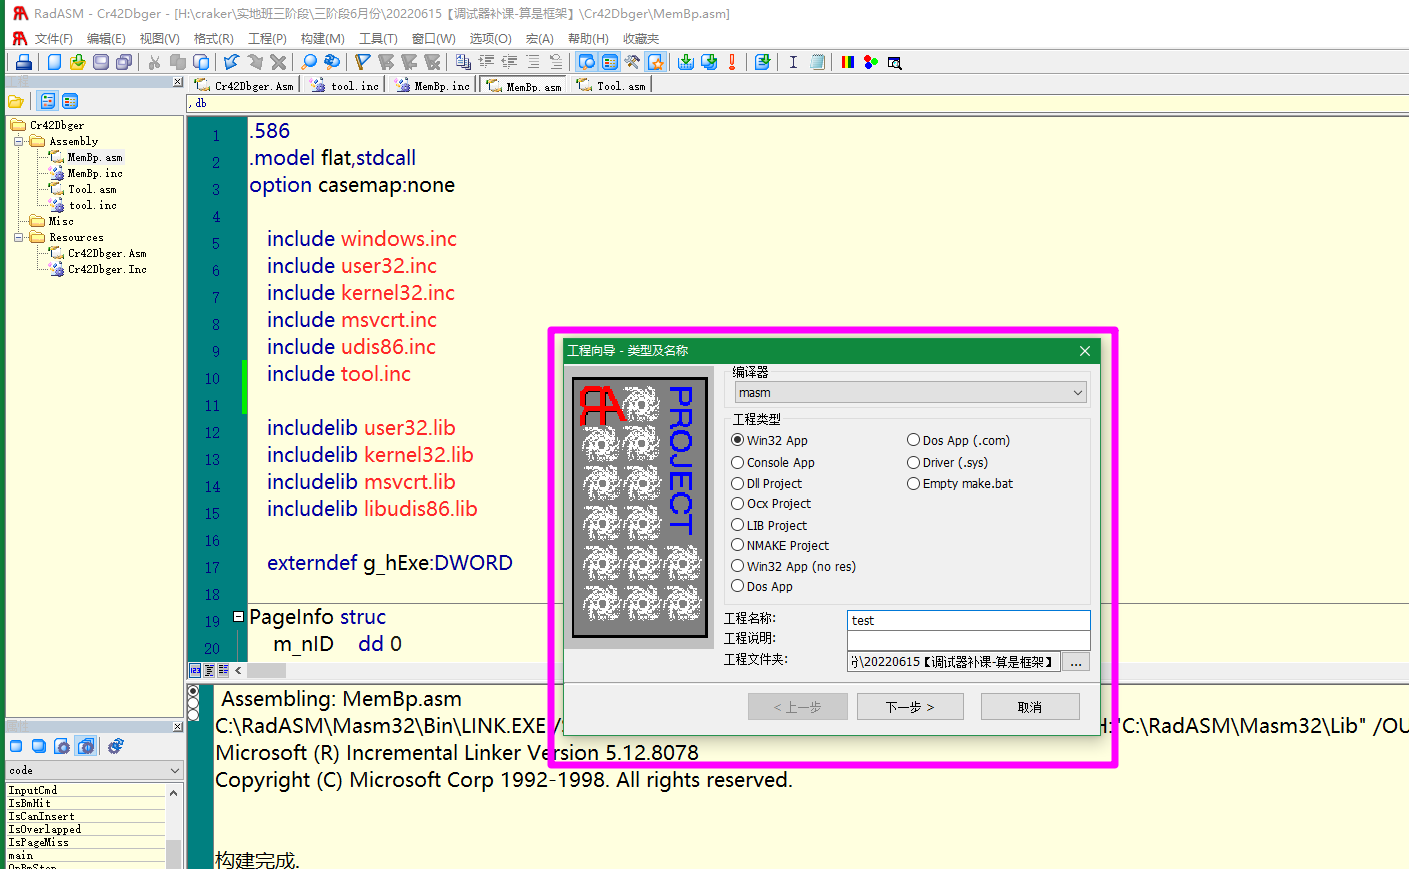 RadASM - Cr42Dbger - [H:\craker\实地班三阶段\三阶段6月份\20220615【调试器补课-算是框架】\Cr42Dbger\MemBp.asm]
文件(F) 编辑(E) 视图(V) 格式(R) 工程(P) 构建(M) 工具(T) 窗口(W) 选项(O) 宏(A) 帮助(H) 收藏夹
Cr42Dbger.Asm tool.inc MemBp.inc MemBp.asm Tool.asm
,db
Cr42Dbger
Assembly
MemBp.asm
MemBp.inc
Tool.asm
tool.inc
Misc
Resources
Cr42Dbger.Asm
Cr42Dbger.Inc
1 .586
2 .model flat,stdcall
3 option casemap:none
4
5 include windows.inc
6 include user32.inc
7 include kernel32.inc
8 include msvcrt.inc
9 include udis86.inc
10 include tool.inc
11
12 includelib user32.lib
13 includelib kernel32.lib
14 includelib msvcrt.lib
15 includelib libudis86.lib
16
17 externdef g_hExe:DWORD
18
19 PageInfo struc
20 m_nID dd 0
工程向导 - 类型及名称
RA PROJECT
编译器
masm
工程类型
Win32 App
Console App
Dll Project
Ocx Project
LIB Project
NMAKE Project
Win32 App (no res)
Dos App
Dos App (.com)
Driver (.sys)
Empty make.bat
工程名称: test
工程说明:
工程文件夹: 份\20220615【调试器补课-算是框架】 ...
< 上一步 下一步 > 取消
Assembling: MemBp.asm
C:\RadASM\Masm32\Bin\LINK.EXE "C:\RadASM\Masm32\Lib" /OU
Microsoft (R) Incremental Linker Version 5.12.8078
Copyright (C) Microsoft Corp 1992-1998. All rights reserved.
构建完成.
code
InputCmd
IsBmHit
IsCanInsert
IsOverlapped
IsPageMiss
main